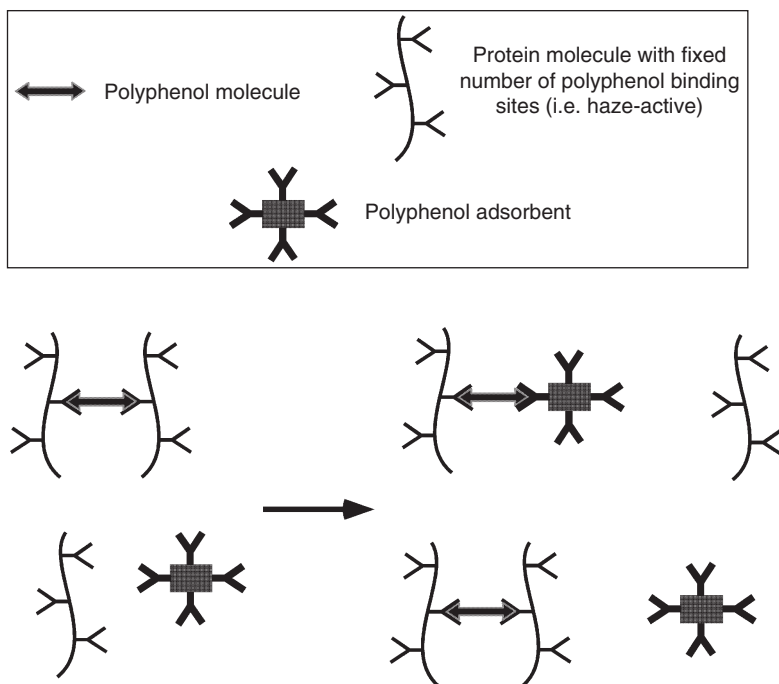 Polyphenol molecule
Protein molecule with fixed
number of polyphenol binding
sites (i.e. haze-active)
Polyphenol adsorbent